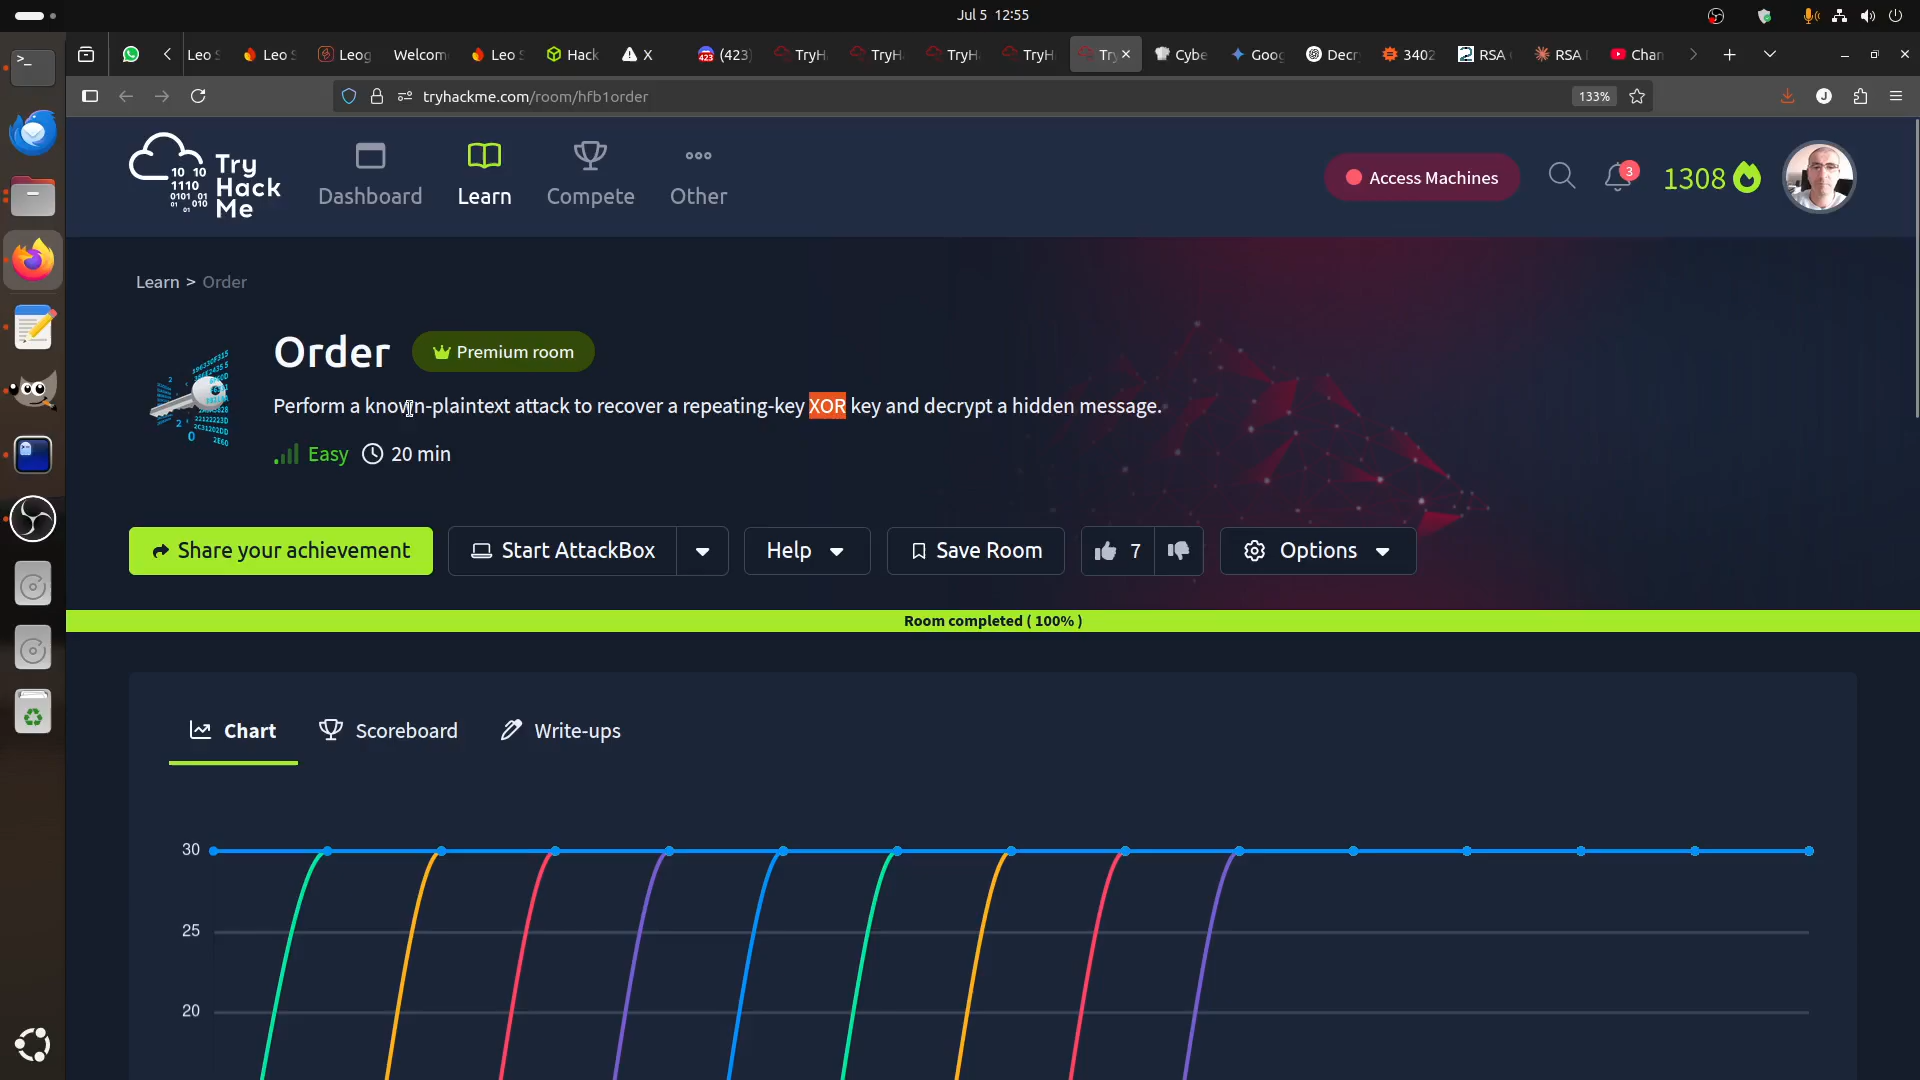 Jul 5 12:55
Leo S
Leo S
Leog
Welcom
Leo S
Hack
X
(423)
TryH
TryH
TryH
TryH
Try
Cybe
Goog
Decr
3402
RSA
RSA
Chan
tryhackme.com/room/hfb1order
133%
Try Hack Me
Dashboard
Learn
Compete
Other
Access Machines
3
1308
Learn > Order
Order
Premium room
Perform a known-plaintext attack to recover a repeating-key XOR key and decrypt a hidden message.
Easy
20 min
Share your achievement
Start AttackBox
Help
Save Room
7
Options
Room completed ( 100% )
Chart
Scoreboard
Write-ups
30
25
20